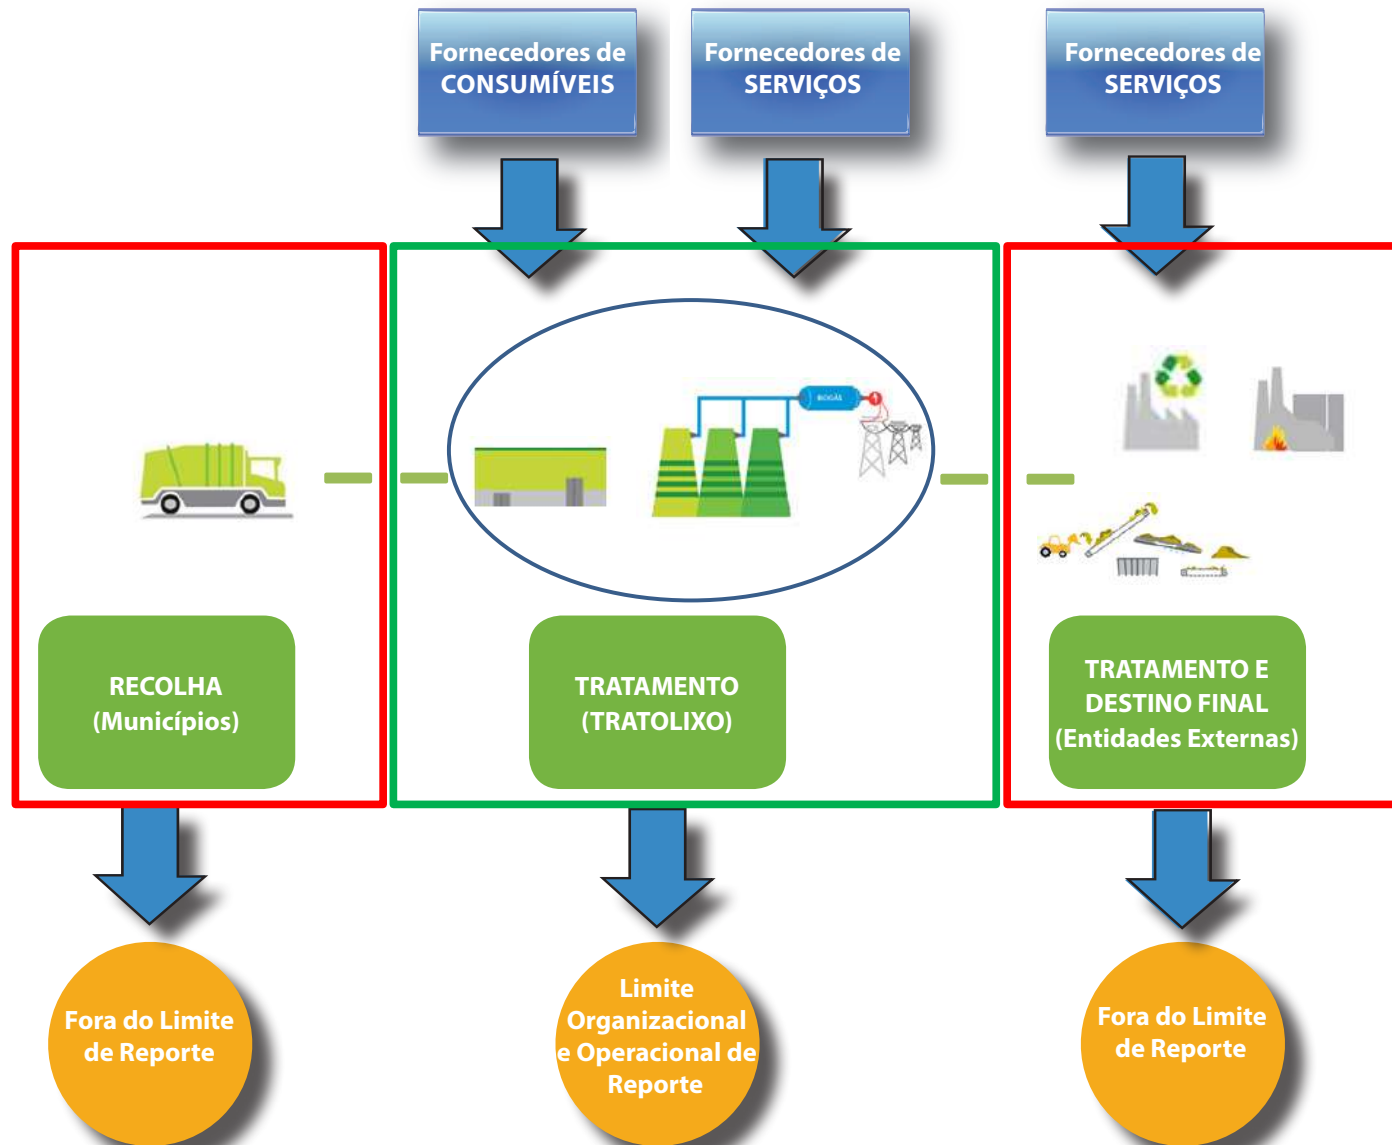 Fornecedores de
CONSUMÍVEIS
Fornecedores de
SERVIÇOS
Fornecedores de
SERVIÇOS
BIOGÁS
RECOLHA
(Municípios)
TRATAMENTO
(TRATOLIXO)
TRATAMENTO E
DESTINO FINAL
(Entidades Externas)
Fora do Limite
de Reporte
Limite
Organizacional
e Operacional de
Reporte
Fora do Limite
de Reporte